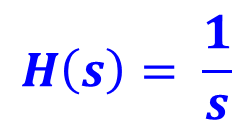 H(s) = 1/s